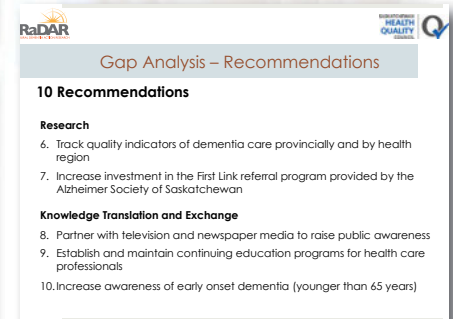 RaDAR
HEALTH
QUALITY
COUNCIL
Gap Analysis – Recommendations
10 Recommendations
Research
6. Track quality indicators of dementia care provincially and by health
region
7. Increase investment in the First Link referral program provided by the
Alzheimer Society of Saskatchewan
Knowledge Translation and Exchange
8. Partner with television and newspaper media to raise public awareness
9. Establish and maintain continuing education programs for health care
professionals
10. Increase awareness of early onset dementia (younger than 65 years)